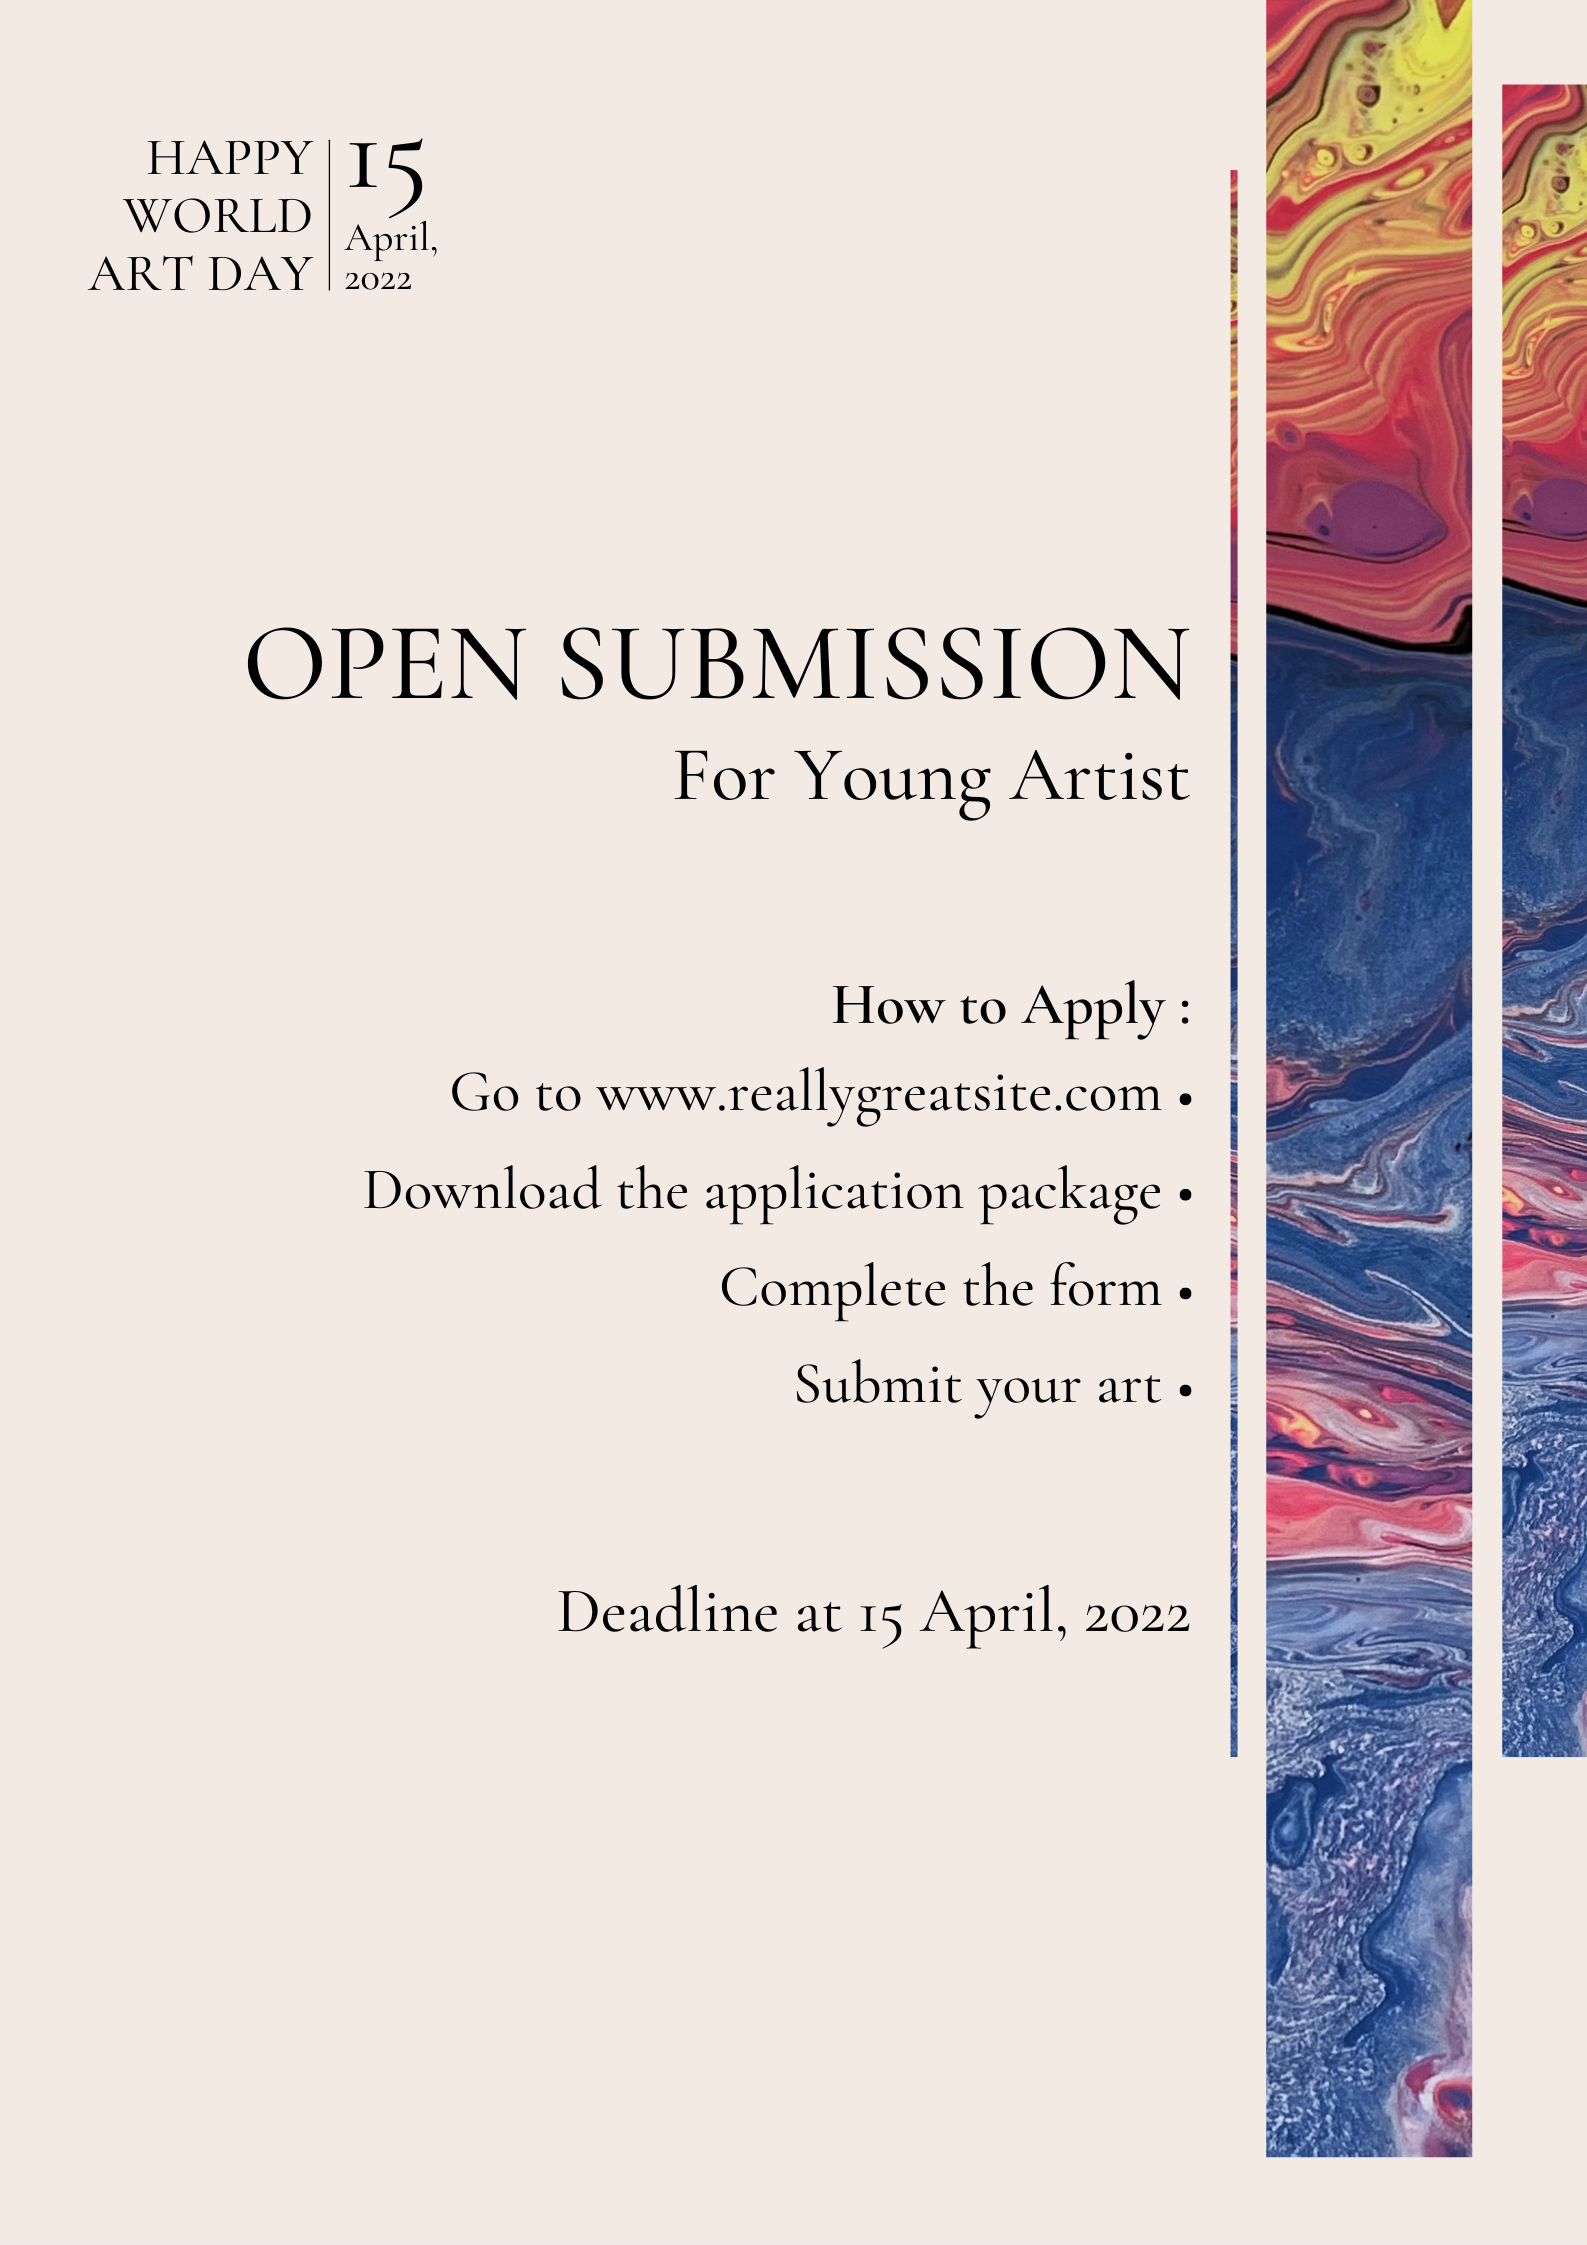 HAPPY
WORLD
ART DAY
15
April,
2022
OPEN SUBMISSION
For Young Artist
How to Apply :
Go to www.reallygreatsite.com •
Download the application package •
Complete the form •
Submit your art •
Deadline at 15 April, 2022